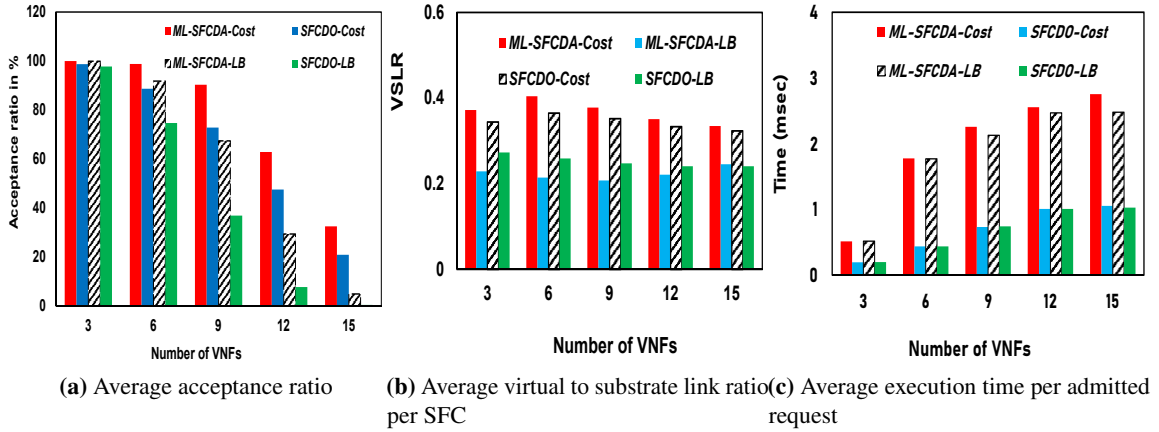 120
100
80
60
40
20
0
Acceptance ratio in %
ML-SFCDA-Cost
SFCDO-Cost
ML-SFCDA-LB
SFCDO-LB
3 6 9 12 15
Number of VNFs
(a) Average acceptance ratio
0.6
0.4
0.2
0
VSLR
ML-SFCDA-Cost
ML-SFCDA-LB
SFCDO-Cost
SFCDO-LB
3 6 9 12 15
Number of VNFs
(b) Average virtual to substrate link ratio
per SFC
4
3
2
1
0
Time (msec)
ML-SFCDA-Cost
SFCDO-Cost
ML-SFCDA-LB
SFCDO-LB
3 6 9 12 15
Number of VNFs
(c) Average execution time per admitted
request